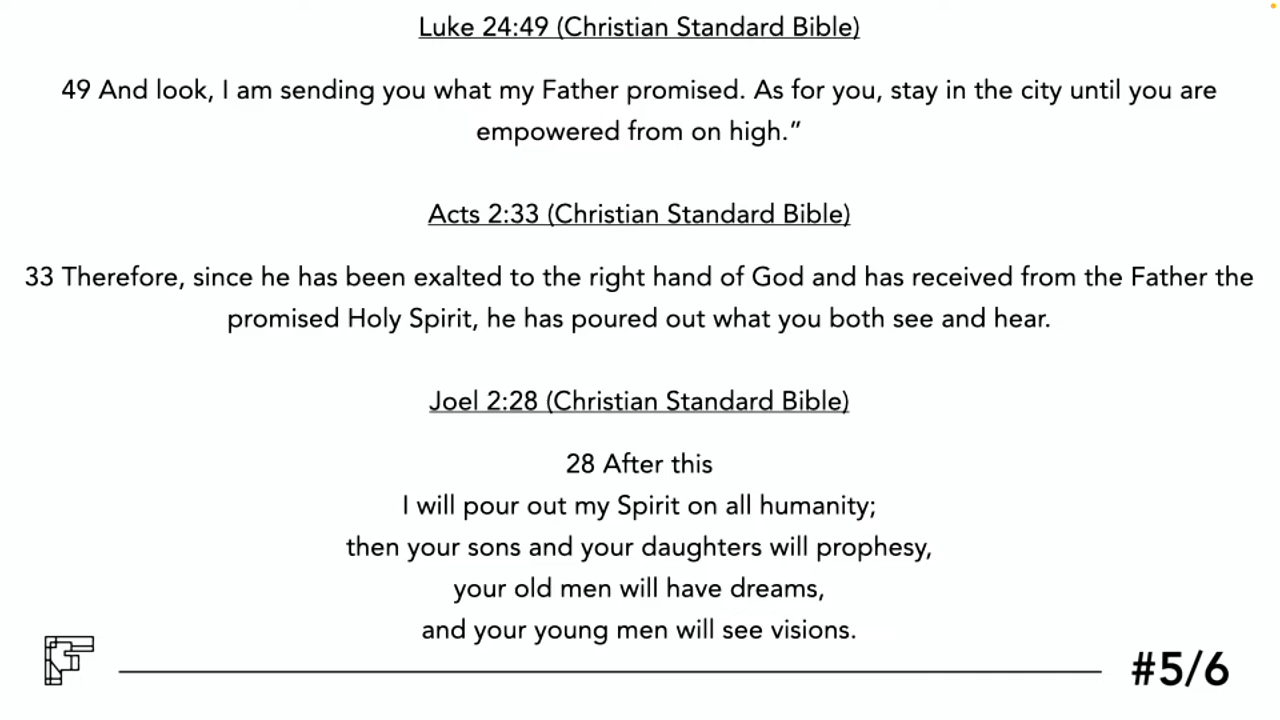 Luke 24:49 (Christian Standard Bible)
49 And look, I am sending you what my Father promised. As for you, stay in the city until you are
empowered from on high.”
Acts 2:33 (Christian Standard Bible)
33 Therefore, since he has been exalted to the right hand of God and has received from the Father the
promised Holy Spirit, he has poured out what you both see and hear.
Joel 2:28 (Christian Standard Bible)
28 After this
I will pour out my Spirit on all humanity;
then your sons and your daughters will prophesy,
your old men will have dreams,
and your young men will see visions.
#5/6